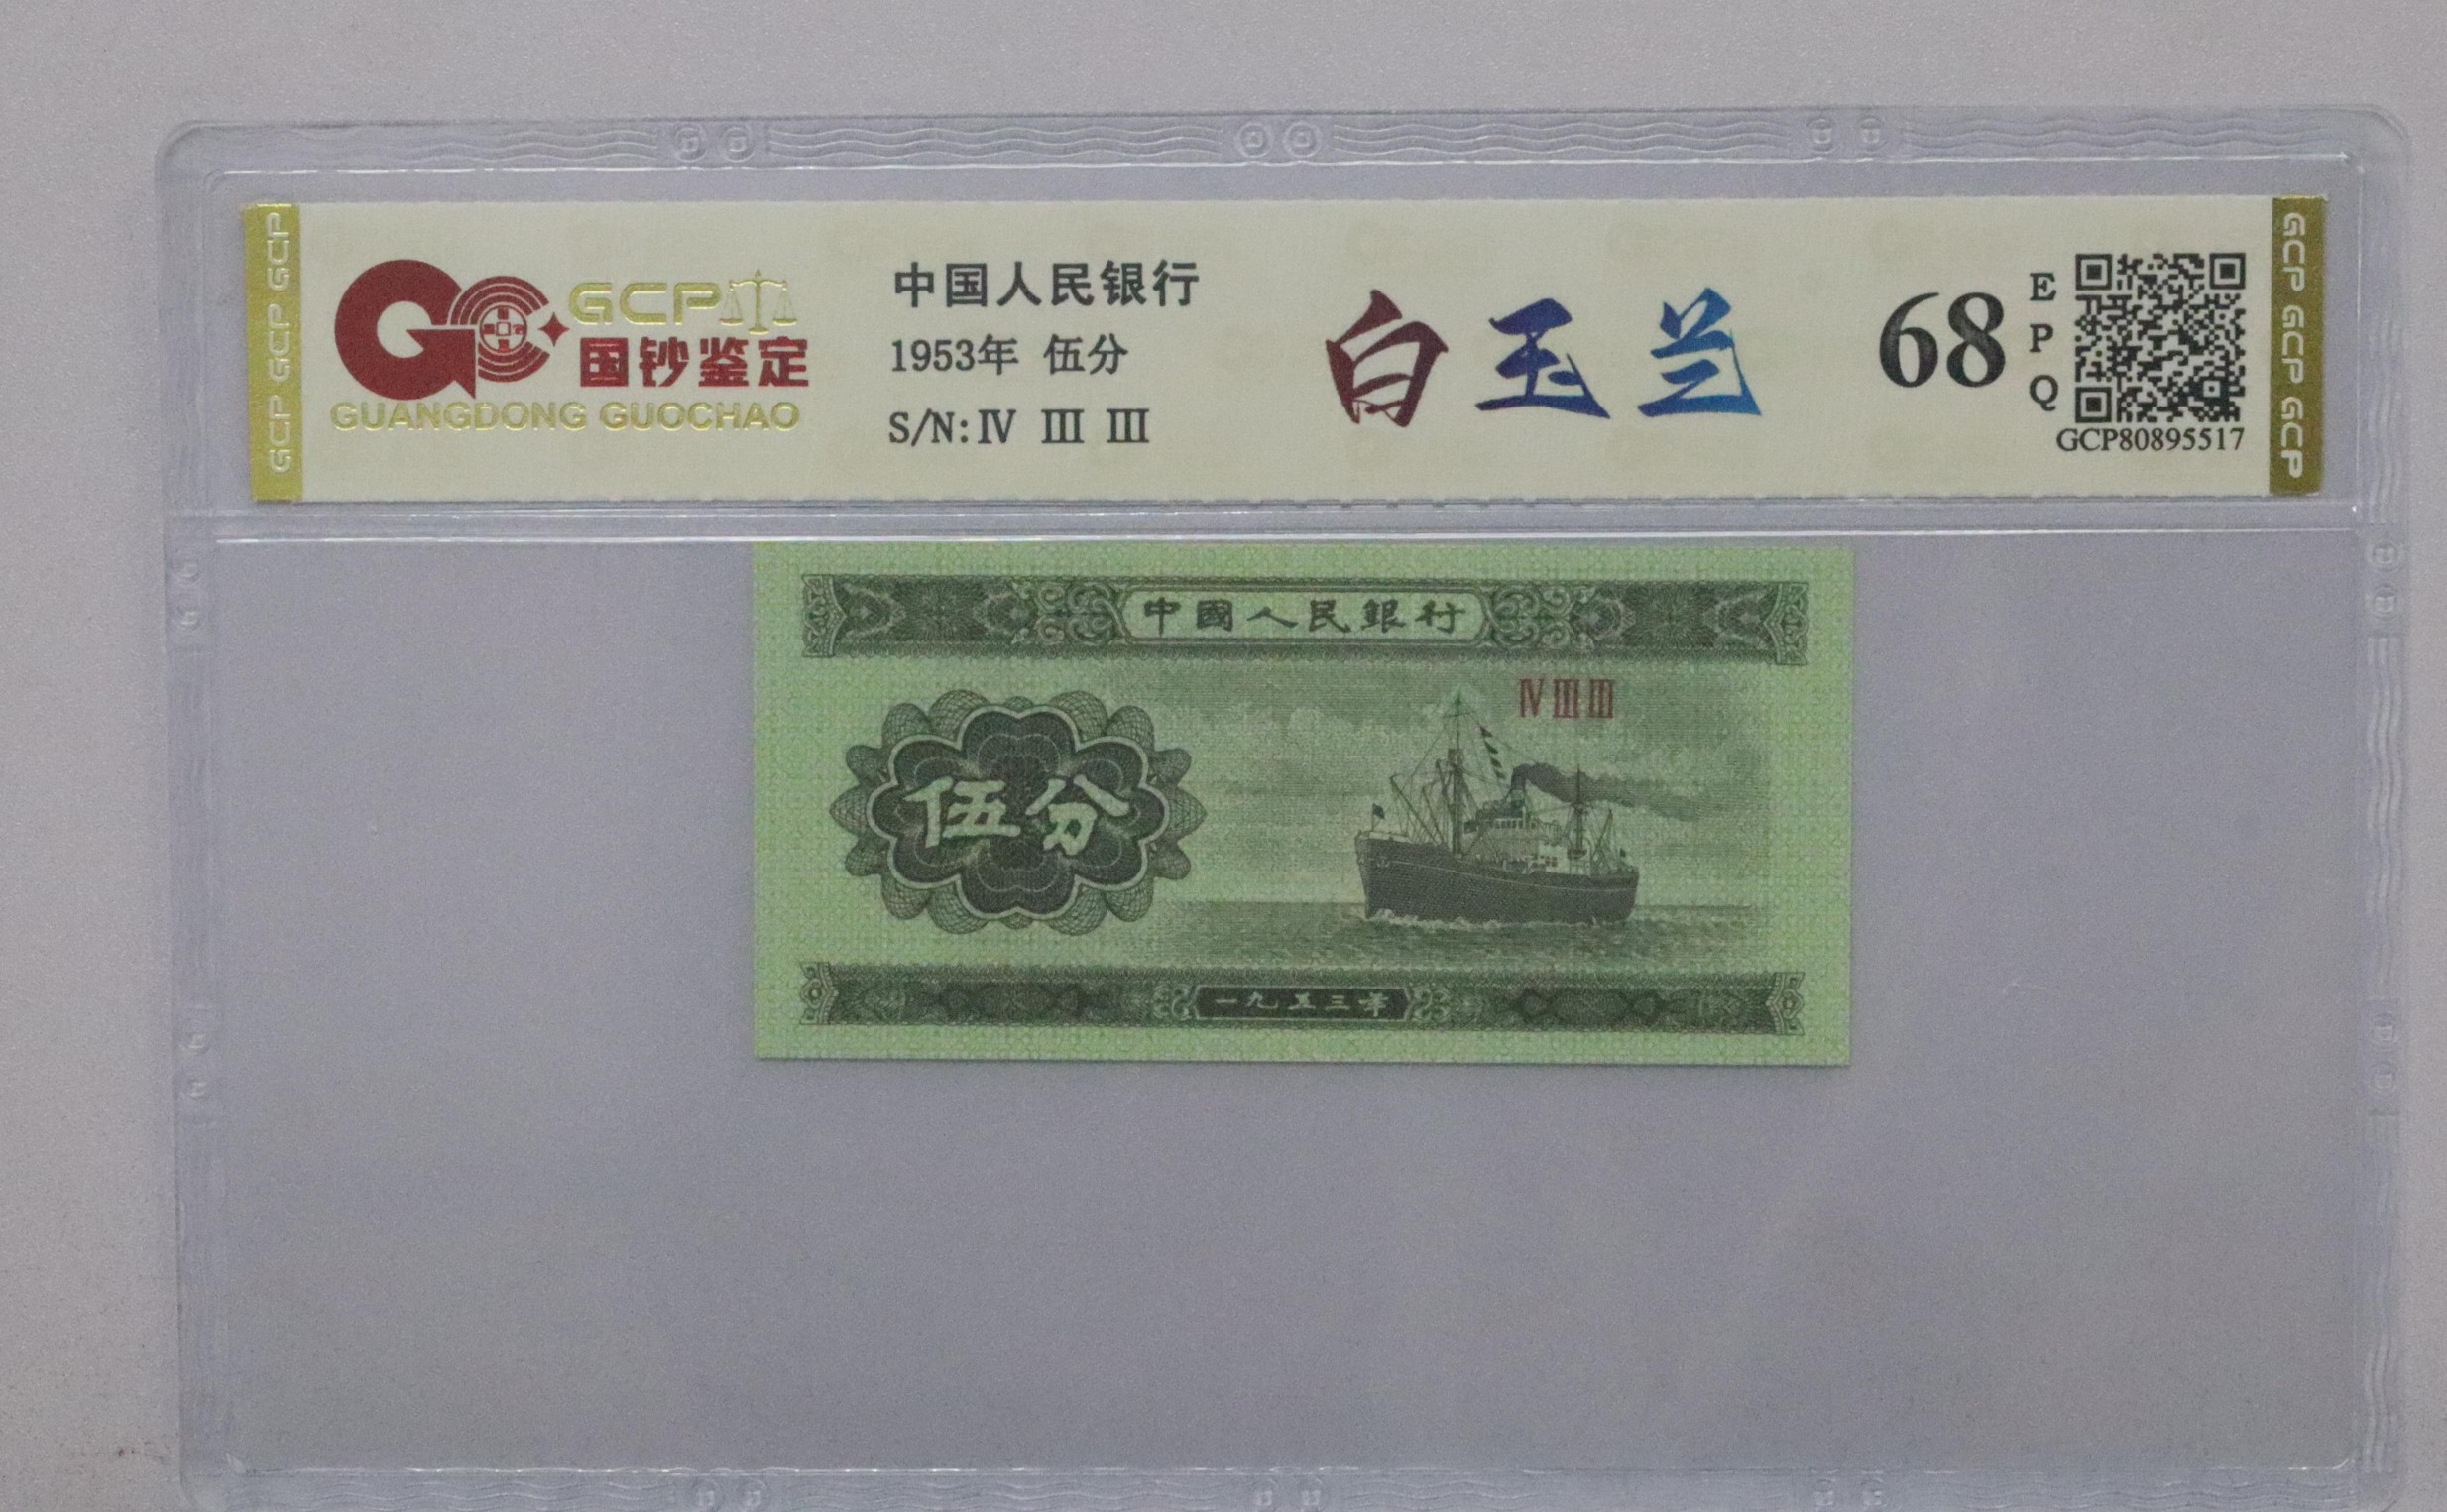 GCP GCP GCP
GCP
国钞鉴定
GUANGDONG GUOCHAO
中国人民银行
1953年 伍分
S/N: Ⅳ Ⅲ Ⅲ
白玉兰
68
EPQ
GCP80895517
GCP GCP GCP
中國人民銀行
Ⅳ Ⅲ Ⅲ
伍分
一九五三年